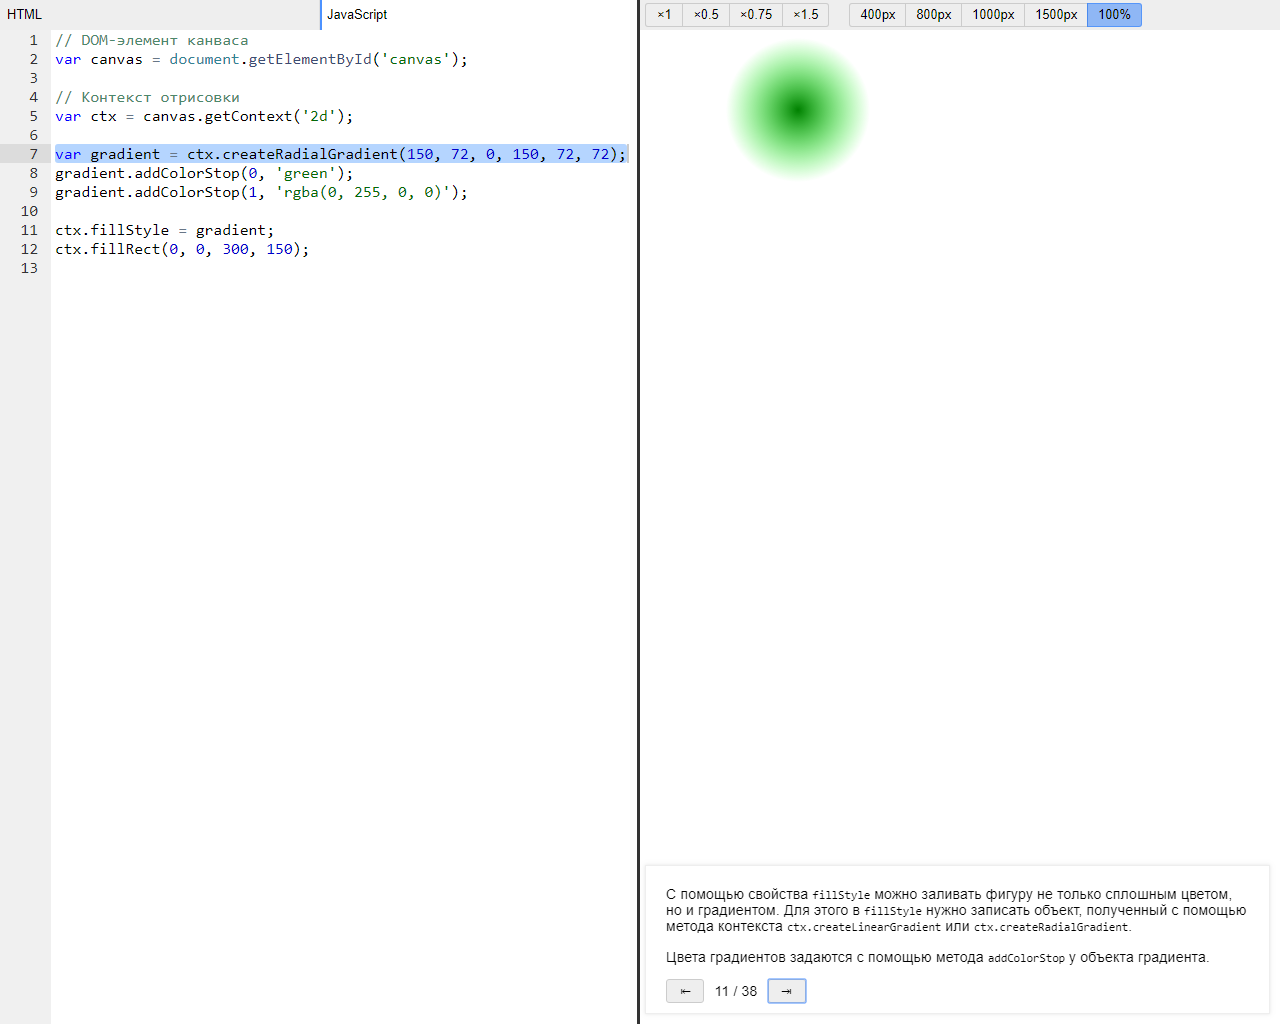 HTML
JavaScript
×1 ×0.5 ×0.75 ×1.5 400px 800px 1000px 1500px 100%
1 // DOM-элемент канваса
2 var canvas = document.getElementById('canvas');
3
4 // Контекст отрисовки
5 var ctx = canvas.getContext('2d');
6
7 var gradient = ctx.createRadialGradient(150, 72, 0, 150, 72, 72);
8 gradient.addColorStop(0, 'green');
9 gradient.addColorStop(1, 'rgba(0, 255, 0, 0)');
10
11 ctx.fillStyle = gradient;
12 ctx.fillRect(0, 0, 300, 150);
13
С помощью свойства fillStyle можно заливать фигуру не только сплошным цветом,
но и градиентом. Для этого в fillStyle нужно записать объект, полученный с помощью
метода контекста ctx.createLinearGradient или ctx.createRadialGradient.
Цвета градиентов задаются с помощью метода addColorStop у объекта градиента.
⇤ 11 / 38 ⇥